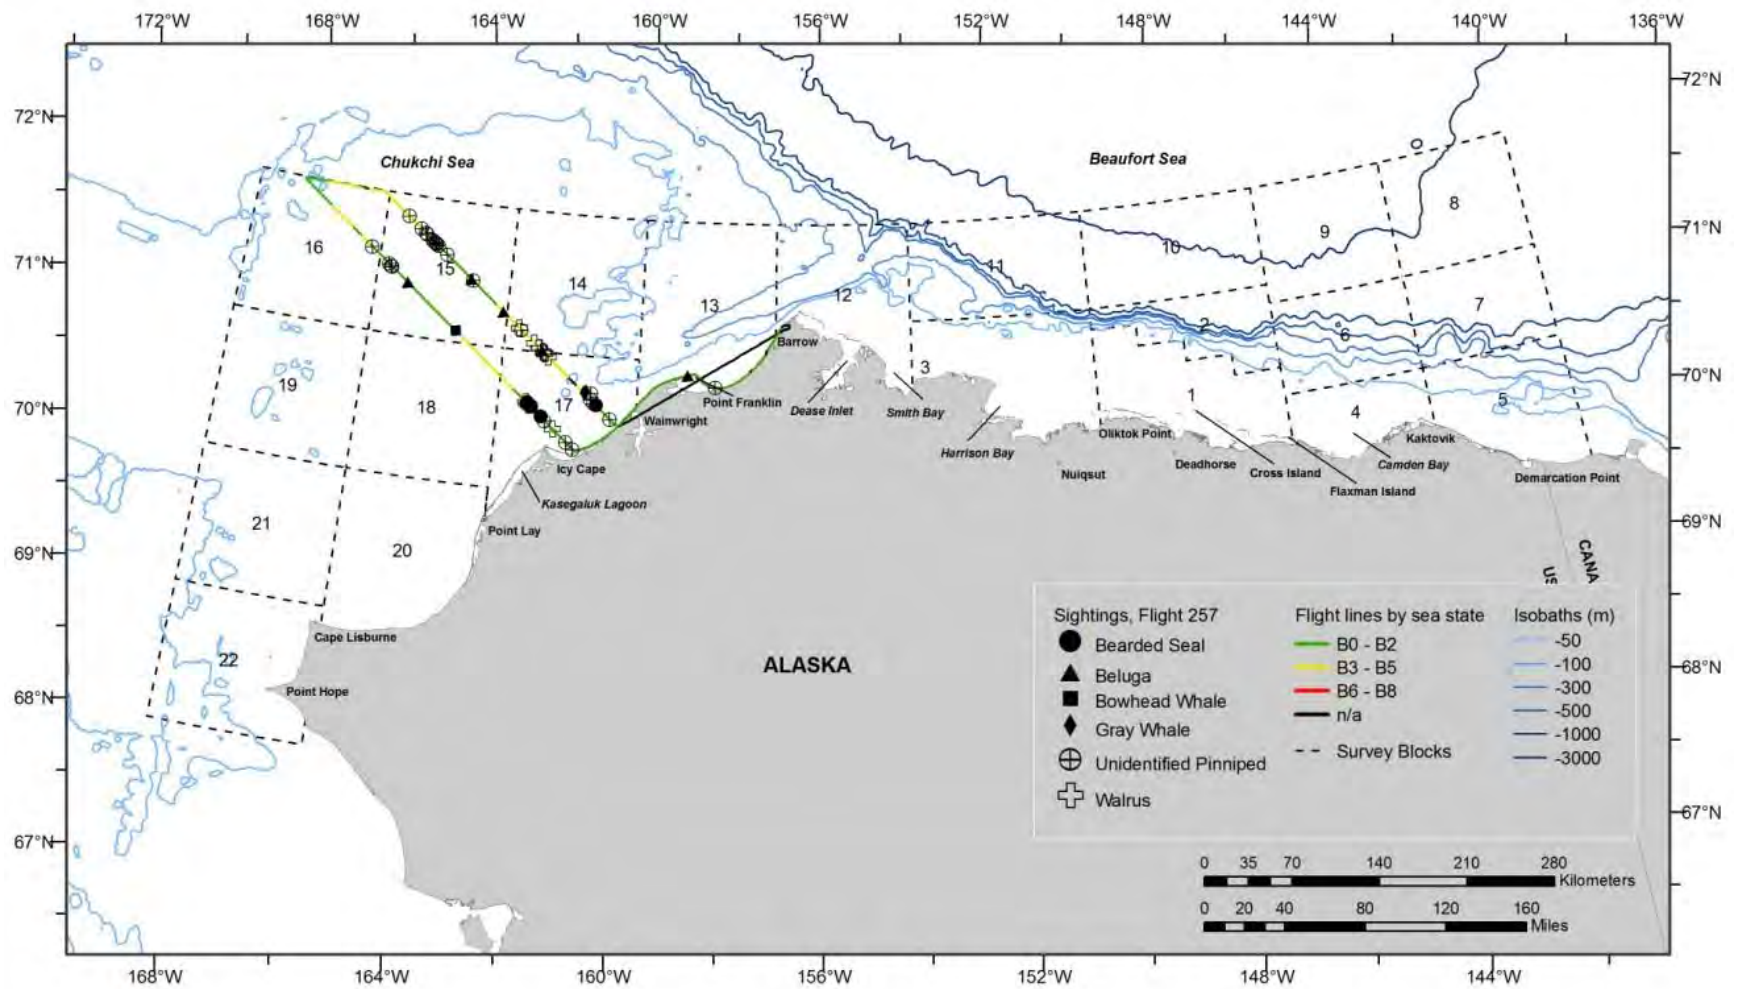 172°W 168°W 164°W 160°W 156°W 152°W 148°W 144°W 140°W 136°W
72°N 72°N
Chukchi Sea Beaufort Sea
8
9
71°N
16 10
71°N 15 11
14
12
13 7
2 6
Barrow
70°N
3
19
18 17 Point Franklin Dease Inlet Smith Bay 1 5
70°N 4
Wainwright
Oliktok Point Kaktovik
Harrison Bay
Icy Cape Nuiqsut Deadhorse Cross Island Camden Bay
Demarcation Point
Flaxman Island
Kasegaluk Lagoon
21 Point Lay 69°N
20
69°N
US CANA
Sightings, Flight 257 Flight lines by sea state Isobaths (m)
Cape Lisburne
Bearded Seal B0 - B2 -50
22 ALASKA 68°N
Beluga B3 - B5 -100
Point Hope
68°N
Bowhead Whale B6 - B8 -300
Gray Whale n/a -500
-1000
Unidentified Pinniped Survey Blocks -3000
Walrus
67°N
67°N
0 35 70 140 210 280
Kilometers
0 20 40 80 120 160
Miles
168°W 164°W 160°W 156°W 152°W 148°W 144°W